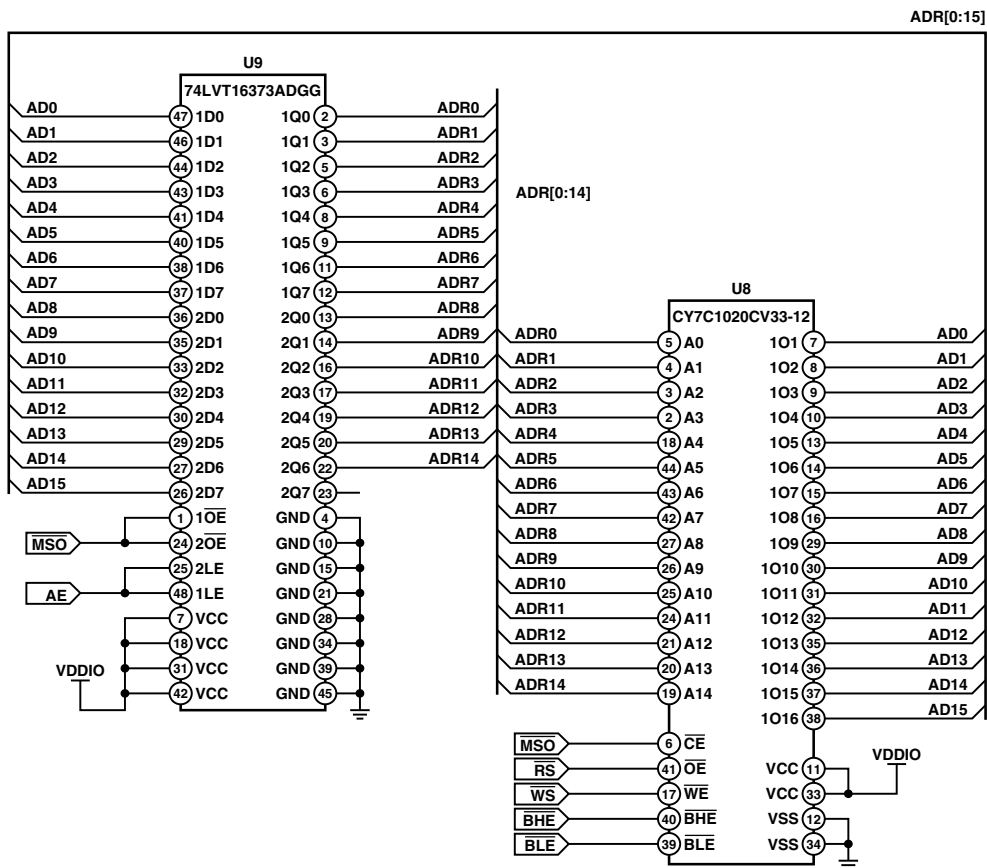 ADR[0:15]
U9
74LVT16373ADGG
AD0 47 1D0 1Q0 2 ADR0
AD1 46 1D1 1Q1 3 ADR1
AD2 44 1D2 1Q2 5 ADR2
AD3 43 1D3 1Q3 6 ADR3
AD4 41 1D4 1Q4 8 ADR4
AD5 40 1D5 1Q5 9 ADR5
AD6 38 1D6 1Q6 11 ADR6
AD7 37 1D7 1Q7 12 ADR7
AD8 36 2D0 2Q0 13 ADR8
AD9 35 2D1 2Q1 14 ADR9
AD10 33 2D2 2Q2 16 ADR10
AD11 32 2D3 2Q3 17 ADR11
AD12 30 2D4 2Q4 19 ADR12
AD13 29 2D5 2Q5 20 ADR13
AD14 27 2D6 2Q6 22 ADR14
AD15 26 2D7 2Q7 23
1 1OE GND 4
MSO 24 2OE GND 10
25 2LE GND 15
AE 48 1LE GND 21
7 VCC GND 28
18 VCC GND 34
VDDIO 31 VCC GND 39
42 VCC GND 45
ADR[0:14]
U8
CY7C1020CV33-12
ADR0 5 A0 1O1 7 AD0
ADR1 4 A1 1O2 8 AD1
ADR2 3 A2 1O3 9 AD2
ADR3 2 A3 1O4 10 AD3
ADR4 18 A4 1O5 13 AD4
ADR5 44 A5 1O6 14 AD5
ADR6 43 A6 1O7 15 AD6
ADR7 42 A7 1O8 16 AD7
ADR8 27 A8 1O9 29 AD8
ADR9 26 A9 1O10 30 AD9
ADR10 25 A10 1O11 31 AD10
ADR11 24 A11 1O12 32 AD11
ADR12 21 A12 1O13 35 AD12
ADR13 20 A13 1O14 36 AD13
ADR14 19 A14 1O15 37 AD14
1O16 38 AD15
MSO 6 CE
RS 41 OE VCC 11 VDDIO
WS 17 WE VCC 33
BHE 40 BHE VSS 12
BLE 39 BLE VSS 34